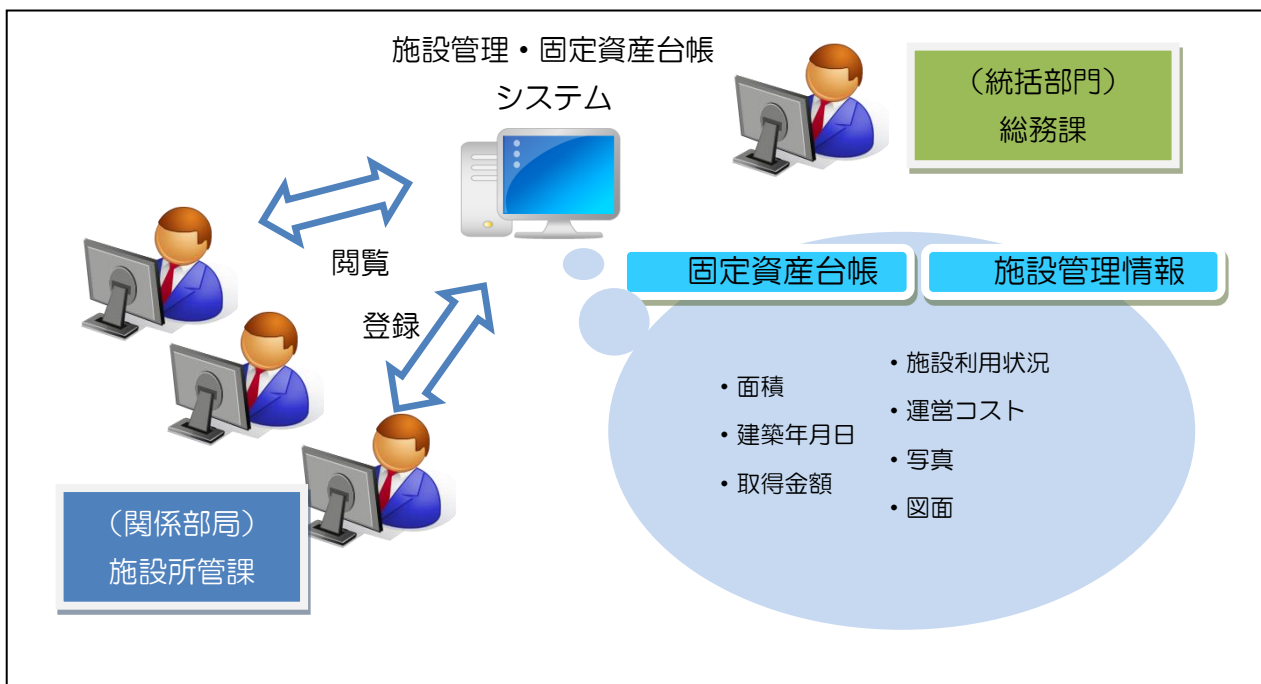 施設管理・固定資産台帳
システム
（統括部門）
総務課
閲覧
登録
（関係部局）
施設所管課
固定資産台帳
施設管理情報
・面積
・建築年月日
・取得金額
・施設利用状況
・運営コスト
・写真
・図面